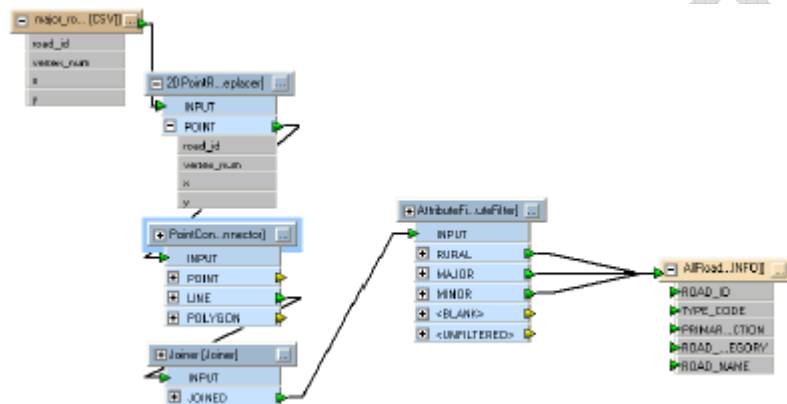 major_ro... [CSV]] ...
road_id
vertex_num
x
y
2DPointR...eplacer] ...
INPUT
POINT
road_id
vertex_num
x
y
PointCon...nnector] ...
INPUT
POINT
LINE
POLYGON
Joiner [Joiner] ...
INPUT
JOINED
AttributeFi...uteFilter] ...
INPUT
RURAL
MAJOR
MINOR
<BLANK>
<UNFILTERED>
AllRoad...INFO]] ...
ROAD_ID
TYPE_CODE
PRIMAR...CTION
ROAD_...EGORY
ROAD_NAME